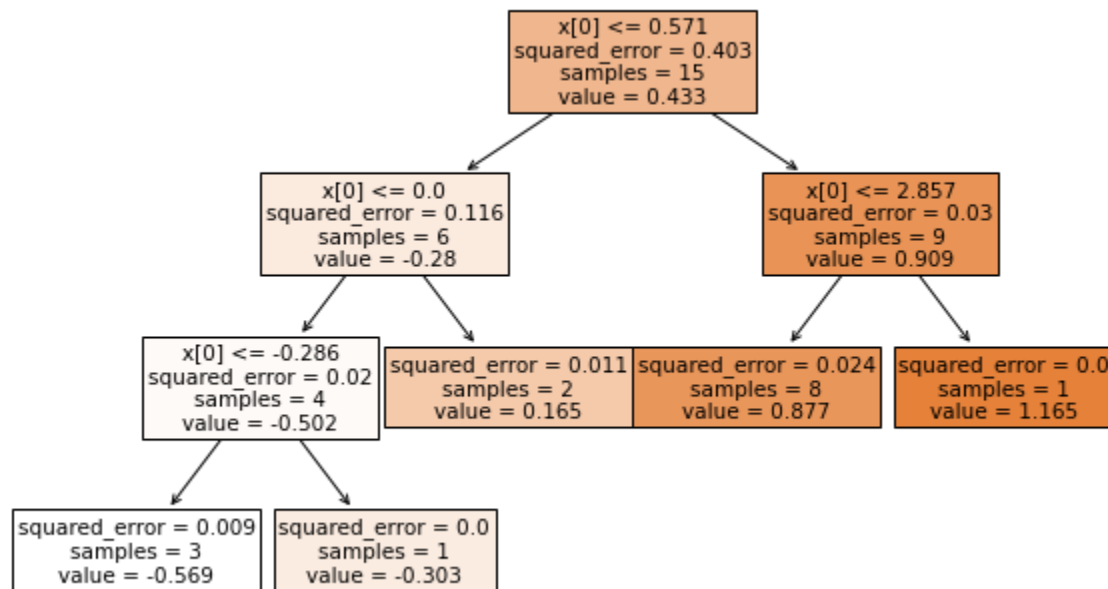 x[0] <= 0.571
squared_error = 0.403
samples = 15
value = 0.433
x[0] <= 0.0
squared_error = 0.116
samples = 6
value = -0.28
x[0] <= 2.857
squared_error = 0.03
samples = 9
value = 0.909
x[0] <= -0.286
squared_error = 0.02
samples = 4
value = -0.502
squared_error = 0.011
samples = 2
value = 0.165
squared_error = 0.024
samples = 8
value = 0.877
squared_error = 0.0
samples = 1
value = 1.165
squared_error = 0.009
samples = 3
value = -0.569
squared_error = 0.0
samples = 1
value = -0.303